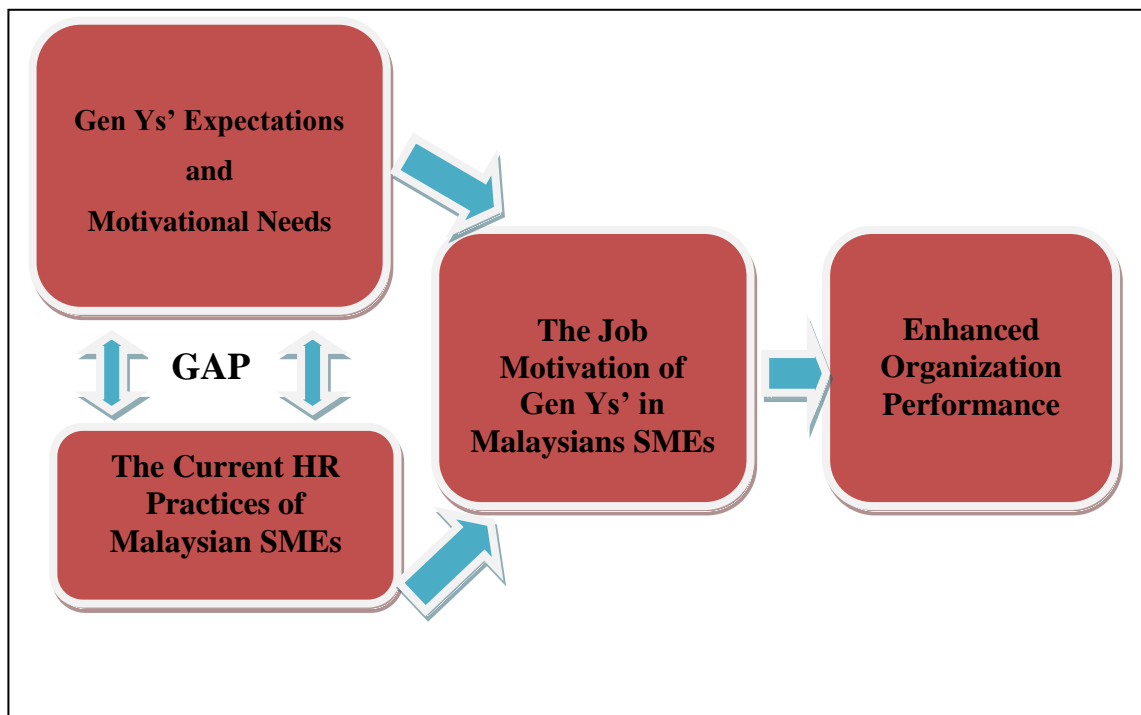 Gen Ys’ Expectations
and
Motivational Needs
GAP
The Current HR
Practices of
Malaysian SMEs
The Job
Motivation of
Gen Ys’ in
Malaysians SMEs
Enhanced
Organization
Performance